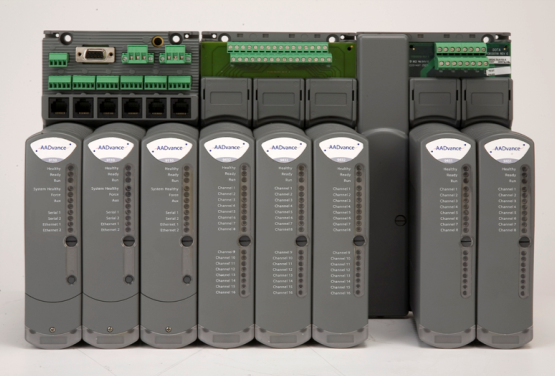 AADvance
Healthy
Ready
Run
System Healthy
Force
Aux
Serial 1
Serial 2
Ethernet 1
Ethernet 2
AADvance
Healthy
Ready
Run
System Healthy
Force
Aux
Serial 1
Serial 2
Ethernet 1
Ethernet 2
AADvance
Healthy
Ready
Run
System Healthy
Force
Aux
Serial 1
Serial 2
Ethernet 1
Ethernet 2
AADvance
Healthy
Ready
Run
Channel 1
Channel 2
Channel 3
Channel 4
Channel 5
Channel 6
Channel 7
Channel 8
Channel 9
Channel 10
Channel 11
Channel 12
Channel 13
Channel 14
Channel 15
Channel 16
AADvance
Healthy
Ready
Run
Channel 1
Channel 2
Channel 3
Channel 4
Channel 5
Channel 6
Channel 7
Channel 8
Channel 9
Channel 10
Channel 11
Channel 12
Channel 13
Channel 14
Channel 15
Channel 16
AADvance
Healthy
Ready
Run
Channel 1
Channel 2
Channel 3
Channel 4
Channel 5
Channel 6
Channel 7
Channel 8
Channel 9
Channel 10
Channel 11
Channel 12
Channel 13
Channel 14
Channel 15
Channel 16
AADvance
Healthy
Ready
Run
Channel 1
Channel 2
Channel 3
Channel 4
Channel 5
Channel 6
Channel 7
Channel 8
AADvance
Healthy
Ready
Run
Channel 1
Channel 2
Channel 3
Channel 4
Channel 5
Channel 6
Channel 7
Channel 8